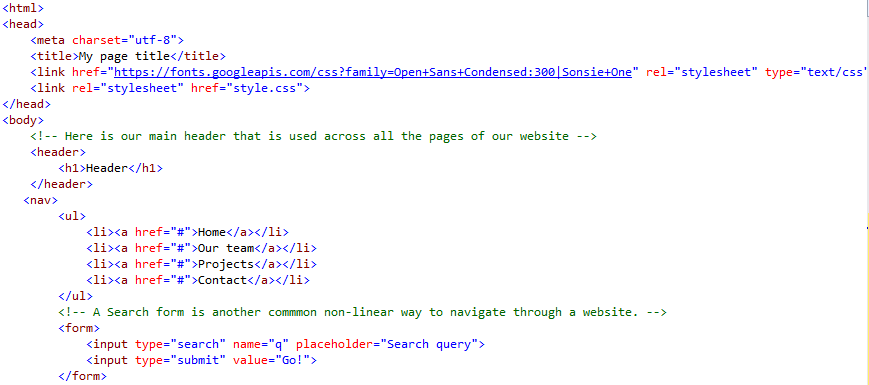 <html>
<head>
<meta charset="utf-8">
<title>My page title</title>
<link href="https://fonts.googleapis.com/css?family=Open+Sans+Condensed:300|Sonsie+One" rel="stylesheet" type="text/css"
<link rel="stylesheet" href="style.css">
</head>
<body>
<!-- Here is our main header that is used across all the pages of our website -->
<header>
<h1>Header</h1>
</header>
<nav>
<ul>
<li><a href="#">Home</a></li>
<li><a href="#">Our team</a></li>
<li><a href="#">Projects</a></li>
<li><a href="#">Contact</a></li>
</ul>
<!-- A Search form is another commmon non-linear way to navigate through a website. -->
<form>
<input type="search" name="q" placeholder="Search query">
<input type="submit" value="Go!">
</form>